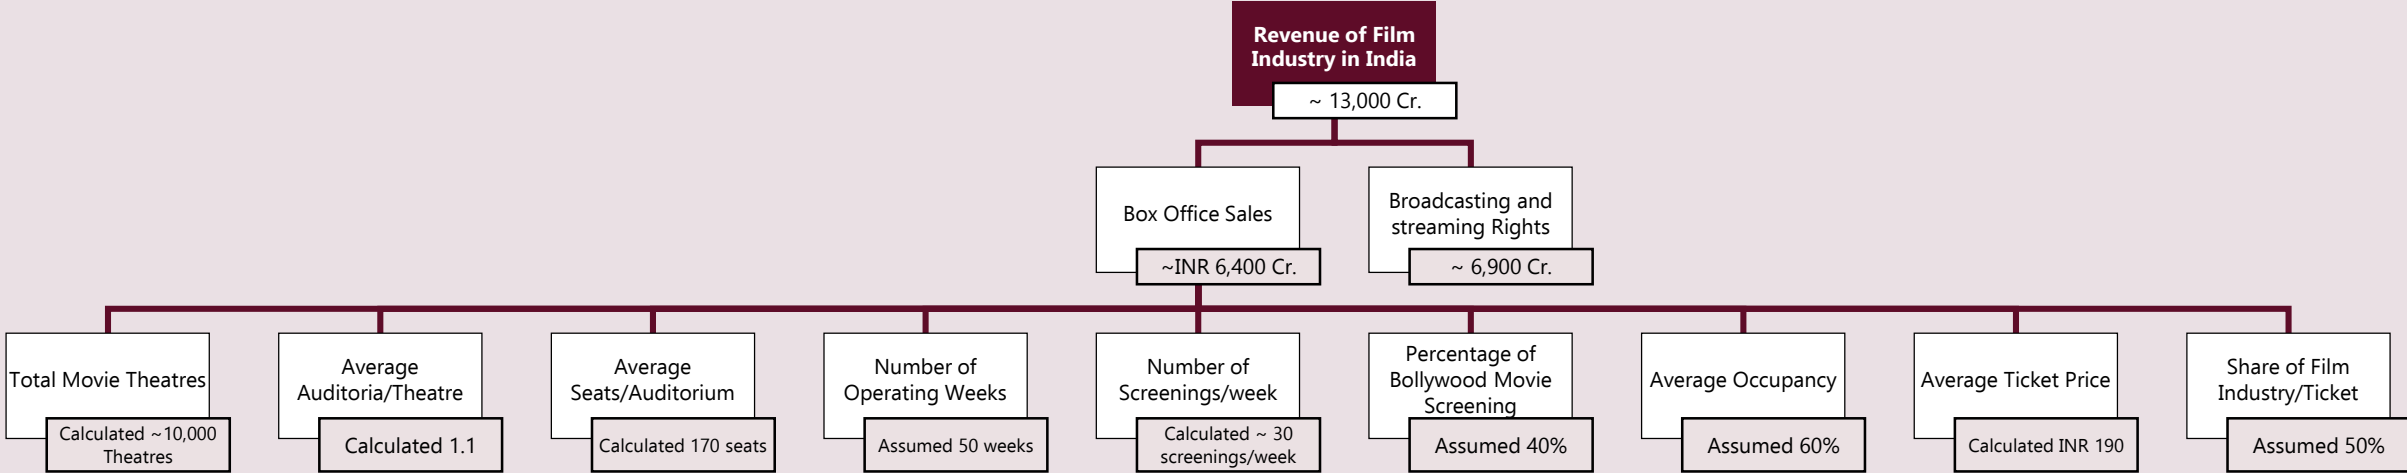 Revenue of Film
Industry in India
~ 13,000 Cr.
Box Office Sales
~INR 6,400 Cr.
Broadcasting and
streaming Rights
~ 6,900 Cr.
Total Movie Theatres
Calculated ~10,000
Theatres
Average
Auditoria/Theatre
Calculated 1.1
Average
Seats/Auditorium
Calculated 170 seats
Number of
Operating Weeks
Assumed 50 weeks
Number of
Screenings/week
Calculated ~ 30
screenings/week
Percentage of
Bollywood Movie
Screening
Assumed 40%
Average Occupancy
Assumed 60%
Average Ticket Price
Calculated INR 190
Share of Film
Industry/Ticket
Assumed 50%